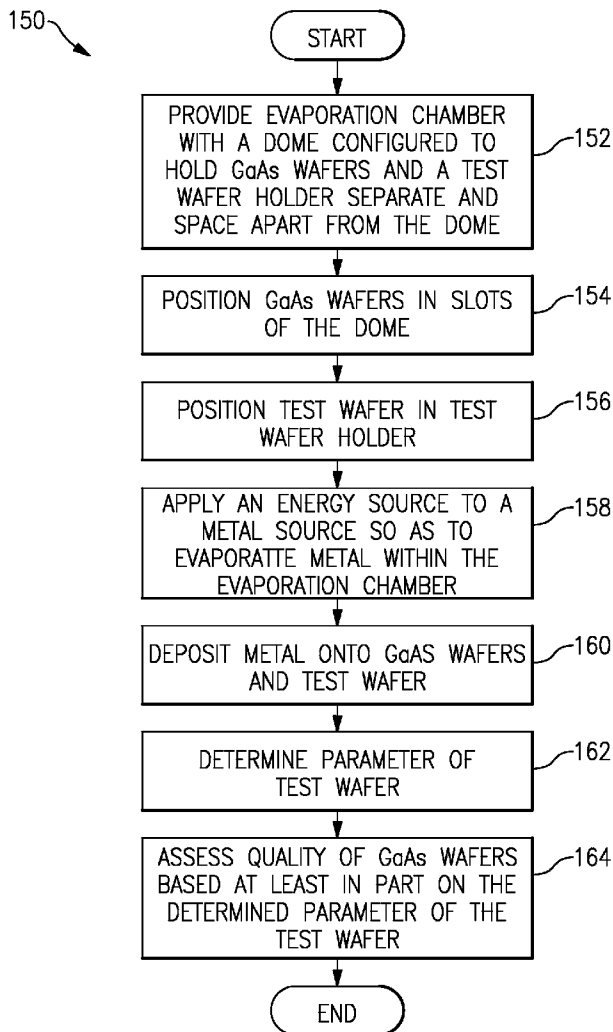 150
START
PROVIDE EVAPORATION CHAMBER
WITH A DOME CONFIGURED TO
HOLD GaAs WAFERS AND A TEST
WAFER HOLDER SEPARATE AND
SPACE APART FROM THE DOME
152
POSITION GaAs WAFERS IN SLOTS
OF THE DOME
154
POSITION TEST WAFER IN TEST
WAFER HOLDER
156
APPLY AN ENERGY SOURCE TO A
METAL SOURCE SO AS TO
EVAPORATTE METAL WITHIN THE
EVAPORATION CHAMBER
158
DEPOSIT METAL ONTO GaAS WAFERS
AND TEST WAFER
160
DETERMINE PARAMETER OF
TEST WAFER
162
ASSESS QUALITY OF GaAs WAFERS
BASED AT LEAST IN PART ON THE
DETERMINED PARAMETER OF THE
TEST WAFER
164
END